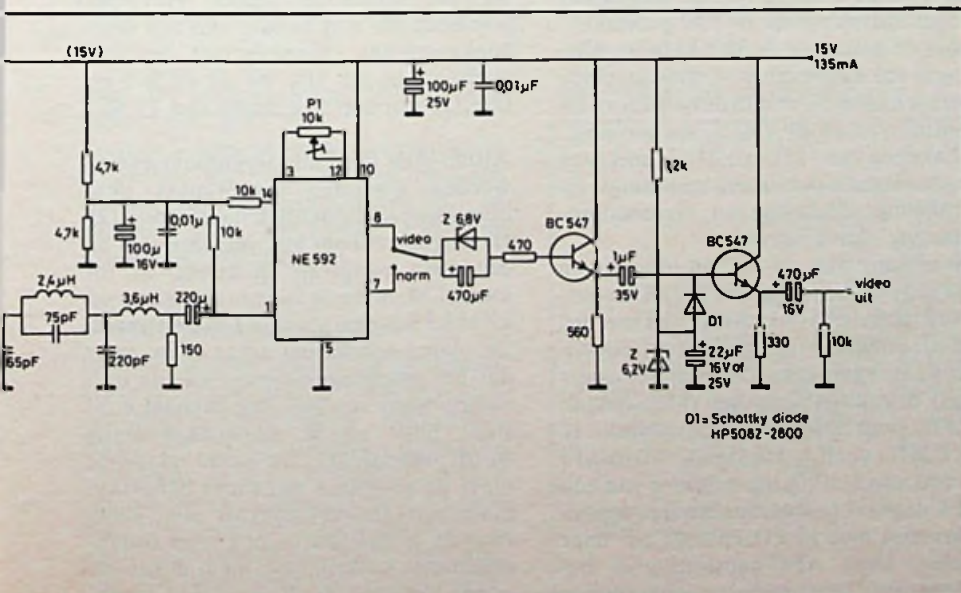 (15V)
15V
135mA
100µF
25V
0,01µF
P1
10k
3
12
10
4,7k
10k
14
1,2k
4,7k
100µ
16V
0,01µ
10k
NE 592
8
video
norm
7
Z 6,8V
470µF
470
BC 547
1µF
35V
BC 547
470µF
16V
video
uit
2,4µH
75pF
3,6µH
220µ
1
5
65pF
220pF
150
560
D1
Z
6,2V
22µF
16V of
25V
330
10k
D1= Schottky diode
HP5082-2800